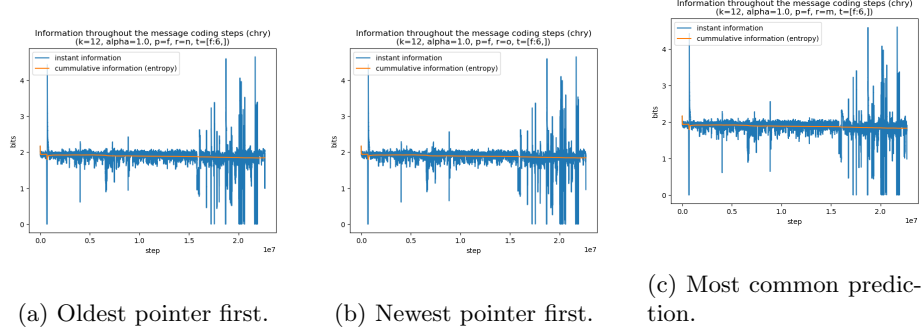 Information throughout the message coding steps (chry)
(k=12, alpha=1.0, p=f, r=n, t=[f:6,])
instant information
cummulative information (entropy)
bits
4
3
2
1
0
0.0 0.5 1.0 1.5 2.0
1e7
step
(a) Oldest pointer first.
Information throughout the message coding steps (chry)
(k=12, alpha=1.0, p=f, r=o, t=[f:6,])
instant information
cummulative information (entropy)
bits
4
3
2
1
0
0.0 0.5 1.0 1.5 2.0
1e7
step
(b) Newest pointer first.
Information throughout the message coding steps (chry)
(k=12, alpha=1.0, p=f, r=m, t=[f:6,])
instant information
cummulative information (entropy)
bits
4
3
2
1
0
0.0 0.5 1.0 1.5 2.0
1e7
step
(c) Most common predic-
tion.